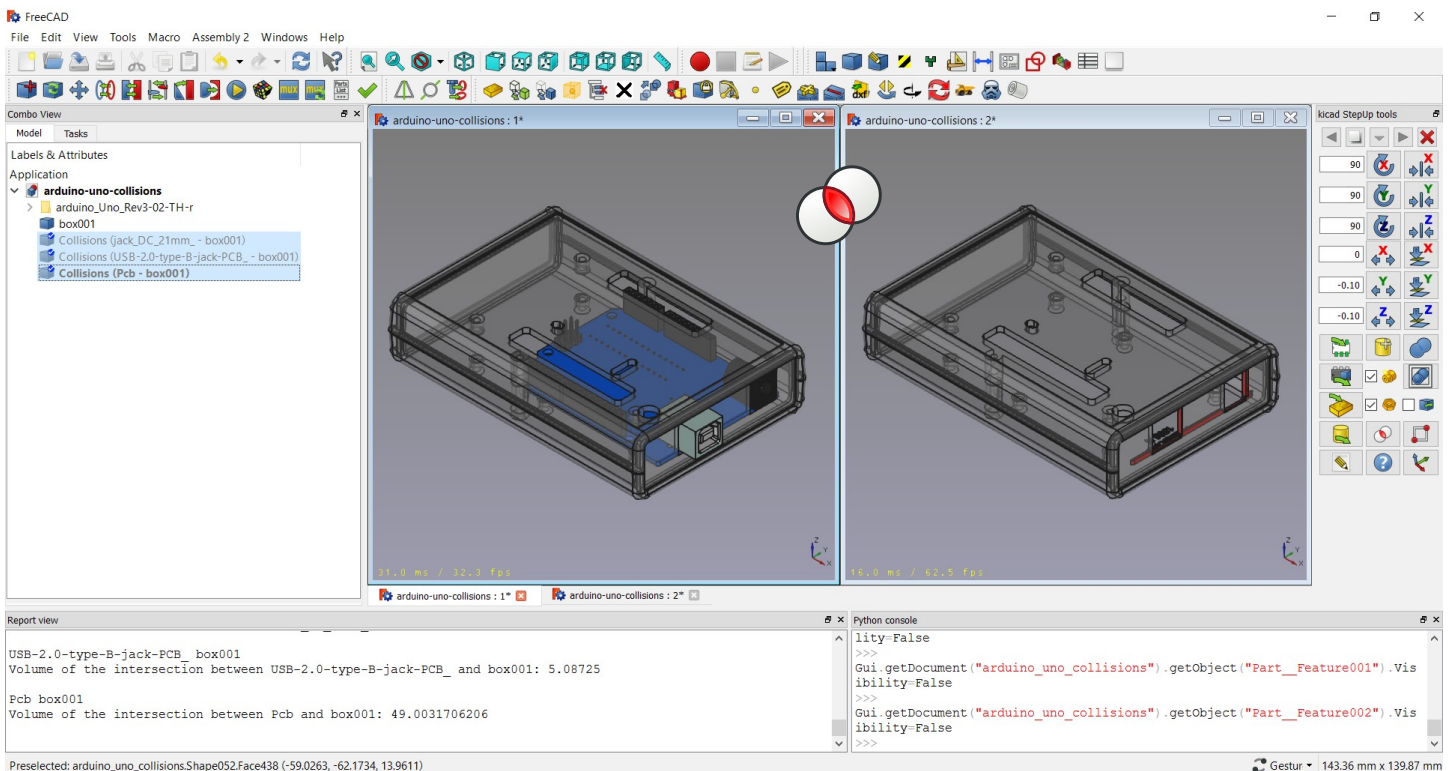 FreeCAD
File Edit View Tools Macro Assembly 2 Windows Help
Combo View
Model Tasks
Labels & Attributes
Application
arduino-uno-collisions
arduino_Uno_Rev3-02-TH-r
box001
Collisions (jack_DC_21mm_ - box001)
Collisions (USB-2.0-type-B-jack-PCB_ - box001)
Collisions (Pcb - box001)
arduino-uno-collisions : 1*
31.0 ms / 32.3 fps
Z Y X
arduino-uno-collisions : 2*
16.0 ms / 62.5 fps
Z Y X
arduino-uno-collisions : 1* arduino-uno-collisions : 2*
kicad StepUp tools
90 X X
90 Y Y
90 Z Z
0 X X
-0.10 Y Y
-0.10 Z Z
Report view
USB-2.0-type-B-jack-PCB_ box001
Volume of the intersection between USB-2.0-type-B-jack-PCB_ and box001: 5.08725
Pcb box001
Volume of the intersection between Pcb and box001: 49.0031706206
Python console
lity=False
>>>
Gui.getDocument("arduino_uno_collisions").getObject("Part__Feature001").Vis
ibility=False
>>>
Gui.getDocument("arduino_uno_collisions").getObject("Part__Feature002").Vis
ibility=False
>>>
Preselected: arduino_uno_collisions.Shape052.Face438 (-59.0263, -62.1734, 13.9611)
Gestur 143.36 mm x 139.87 mm